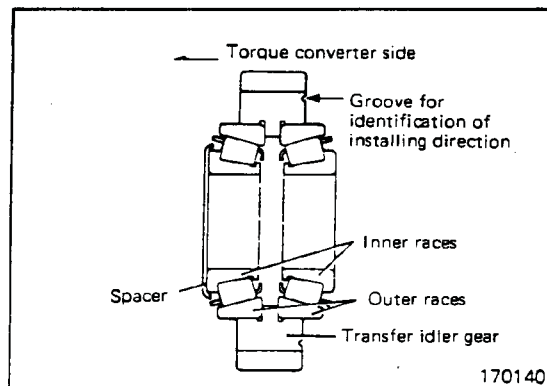 Torque converter side
Groove for
identification of
installing direction
Inner races
Spacer
Outer races
Transfer idler gear
170140